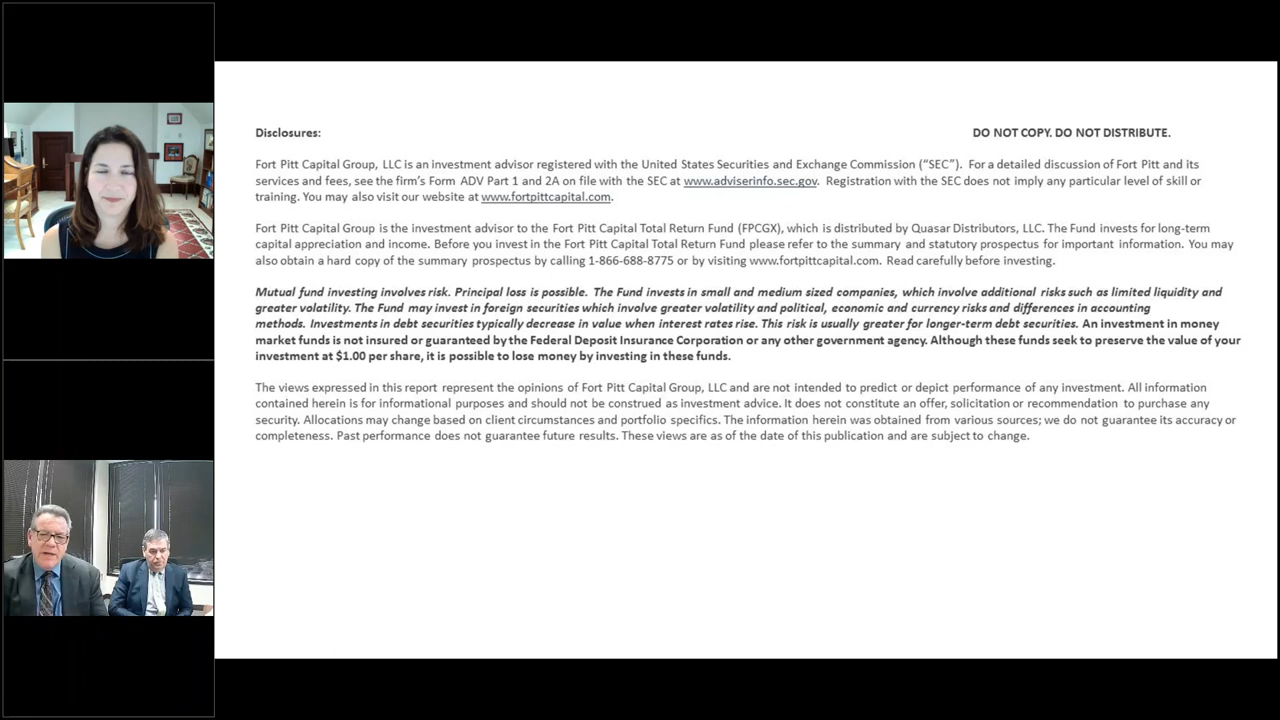 Disclosures: DO NOT COPY. DO NOT DISTRIBUTE.
Fort Pitt Capital Group, LLC is an investment advisor registered with the United States Securities and Exchange Commission (“SEC”). For a detailed discussion of Fort Pitt and its
services and fees, see the firm’s Form ADV Part 1 and 2A on file with the SEC at www.adviserinfo.sec.gov. Registration with the SEC does not imply any particular level of skill or
training. You may also visit our website at www.fortpittcapital.com.
Fort Pitt Capital Group is the investment advisor to the Fort Pitt Capital Total Return Fund (FPCGX), which is distributed by Quasar Distributors, LLC. The Fund invests for long-term
capital appreciation and income. Before you invest in the Fort Pitt Capital Total Return Fund please refer to the summary and statutory prospectus for important information. You may
also obtain a hard copy of the summary prospectus by calling 1-866-688-8775 or by visiting www.fortpittcapital.com. Read carefully before investing.
Mutual fund investing involves risk. Principal loss is possible. The Fund invests in small and medium sized companies, which involve additional risks such as limited liquidity and
greater volatility. The Fund may invest in foreign securities which involve greater volatility and political, economic and currency risks and differences in accounting
methods. Investments in debt securities typically decrease in value when interest rates rise. This risk is usually greater for longer-term debt securities. An investment in money
market funds is not insured or guaranteed by the Federal Deposit Insurance Corporation or any other government agency. Although these funds seek to preserve the value of your
investment at $1.00 per share, it is possible to lose money by investing in these funds.
The views expressed in this report represent the opinions of Fort Pitt Capital Group, LLC and are not intended to predict or depict performance of any investment. All information
contained herein is for informational purposes and should not be construed as investment advice. It does not constitute an offer, solicitation or recommendation to purchase any
security. Allocations may change based on client circumstances and portfolio specifics. The information herein was obtained from various sources; we do not guarantee its accuracy or
completeness. Past performance does not guarantee future results. These views are as of the date of this publication and are subject to change.